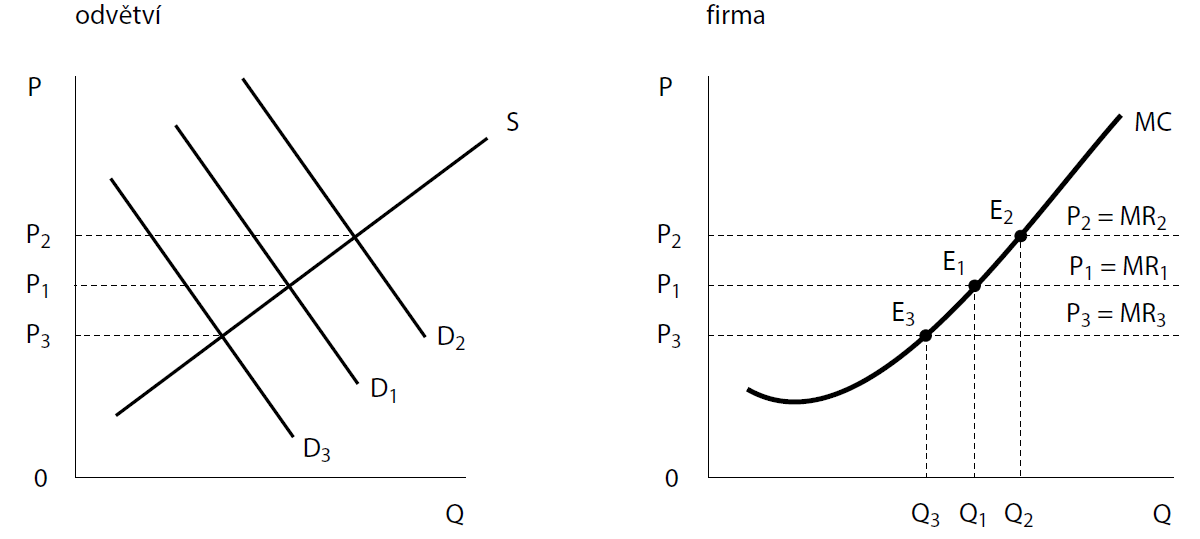 odvětví
P
S
P₂
P₁
P₃
D₂
D₁
D₃
0
Q
firma
P
MC
E₂
P₂ = MR₂
P₂
E₁
P₁ = MR₁
P₁
E₃
P₃ = MR₃
P₃
0
Q₃ Q₁ Q₂ Q